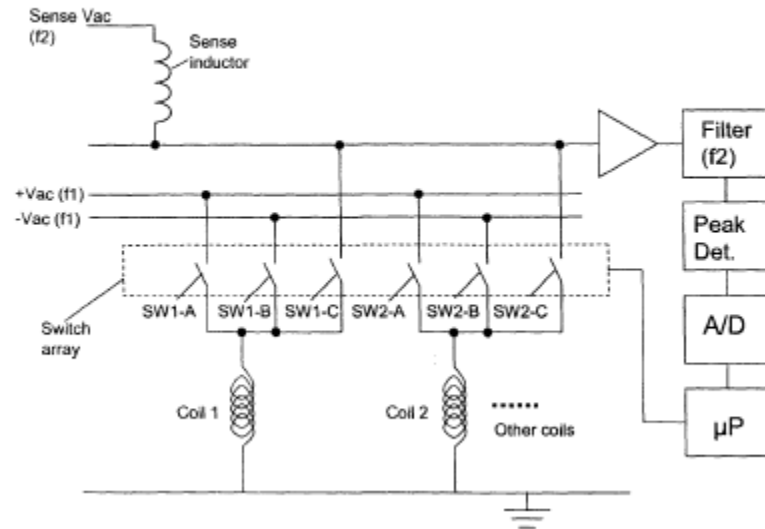 Sense Vac
(f2)
Sense
inductor
Filter
(f2)
+Vac (f1)
-Vac (f1)
Peak
Det.
SW1-A
SW1-B
SW1-C
SW2-A
SW2-B
SW2-C
Switch
array
A/D
Coil 1
Coil 2
Other coils
µP